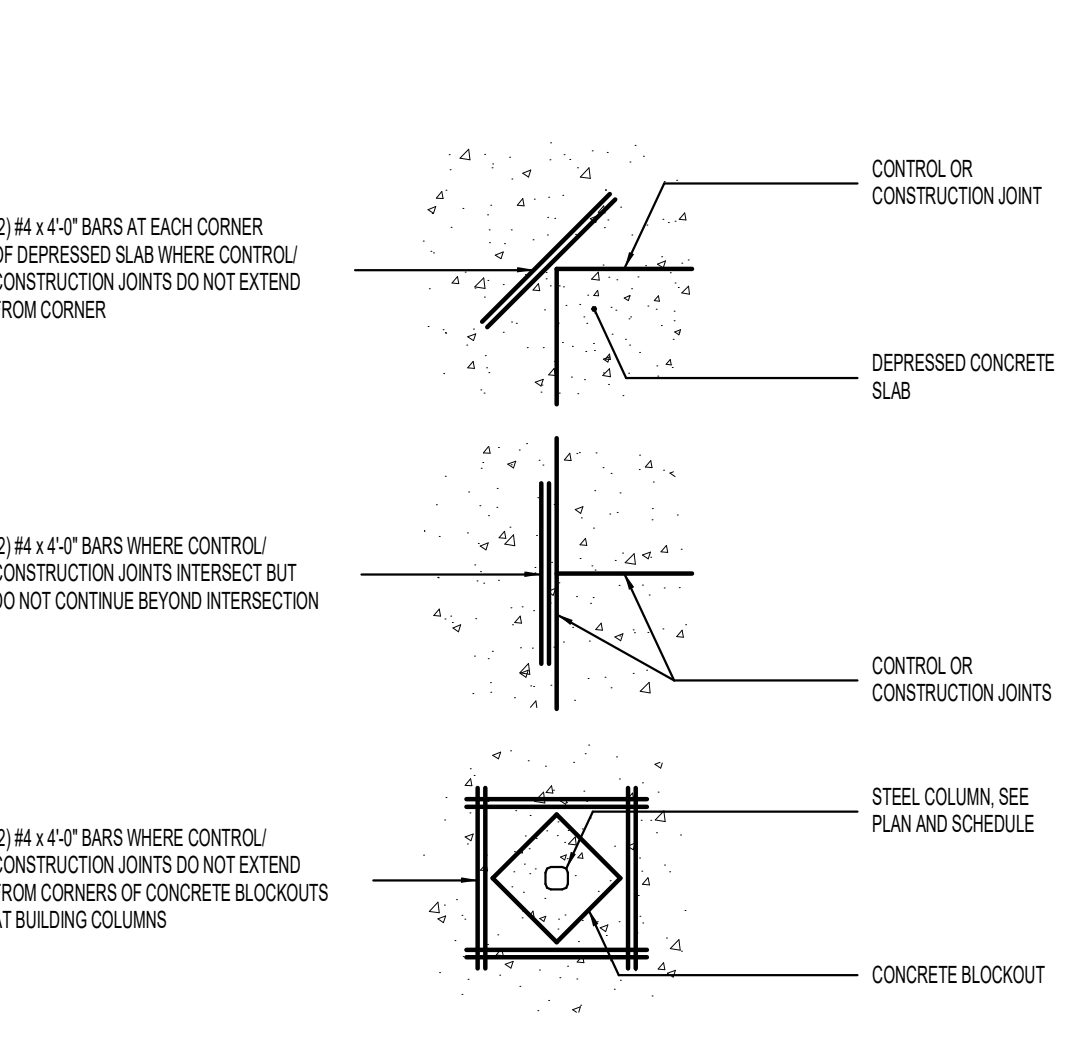 CONTROL OR
CONSTRUCTION JOINT
2) #4 x 4'-0" BARS AT EACH CORNER
OF DEPRESSED SLAB WHERE CONTROL/
CONSTRUCTION JOINTS DO NOT EXTEND
FROM CORNER
DEPRESSED CONCRETE
SLAB
2) #4 x 4'-0" BARS WHERE CONTROL/
CONSTRUCTION JOINTS INTERSECT BUT
DO NOT CONTINUE BEYOND INTERSECTION
CONTROL OR
CONSTRUCTION JOINTS
STEEL COLUMN, SEE
PLAN AND SCHEDULE
2) #4 x 4'-0" BARS WHERE CONTROL/
CONSTRUCTION JOINTS DO NOT EXTEND
FROM CORNERS OF CONCRETE BLOCKOUTS
AT BUILDING COLUMNS
CONCRETE BLOCKOUT